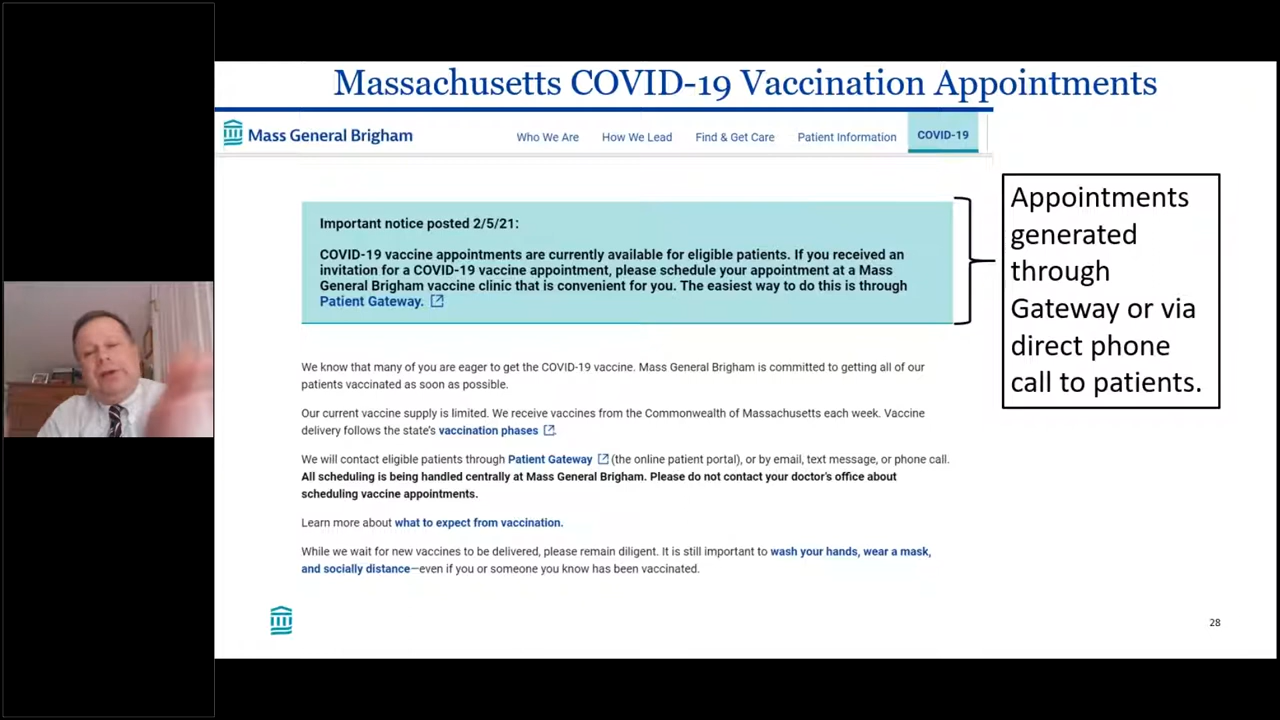 Massachusetts COVID-19 Vaccination Appointments
Mass General Brigham
Who We Are How We Lead Find & Get Care Patient Information COVID-19
Important notice posted 2/5/21:
COVID-19 vaccine appointments are currently available for eligible patients. If you received an
invitation for a COVID-19 vaccine appointment, please schedule your appointment at a Mass
General Brigham vaccine clinic that is convenient for you. The easiest way to do this is through
Patient Gateway.
Appointments
generated
through
Gateway or via
direct phone
call to patients.
We know that many of you are eager to get the COVID-19 vaccine. Mass General Brigham is committed to getting all of our
patients vaccinated as soon as possible.
Our current vaccine supply is limited. We receive vaccines from the Commonwealth of Massachusetts each week. Vaccine
delivery follows the state's vaccination phases.
We will contact eligible patients through Patient Gateway (the online patient portal), or by email, text message, or phone call.
All scheduling is being handled centrally at Mass General Brigham. Please do not contact your doctor's office about
scheduling vaccine appointments.
Learn more about what to expect from vaccination.
While we wait for new vaccines to be delivered, please remain diligent. It is still important to wash your hands, wear a mask,
and socially distance—even if you or someone you know has been vaccinated.
28